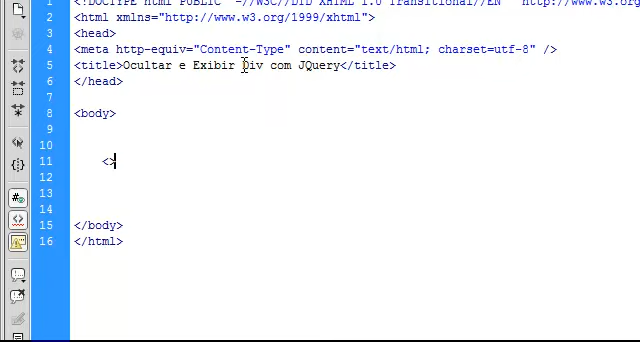 1 <!DOCTYPE html PUBLIC "-//W3C//DTD XHTML 1.0 Transitional//EN" "http://www.w3.o
2 <html xmlns="http://www.w3.org/1999/xhtml">
3 <head>
4 <meta http-equiv="Content-Type" content="text/html; charset=utf-8" />
5 <title>Ocultar e Exibir Div com JQuery</title>
6 </head>
7
8 <body>
9
10
11 <>
12
13
14
15 </body>
16 </html>